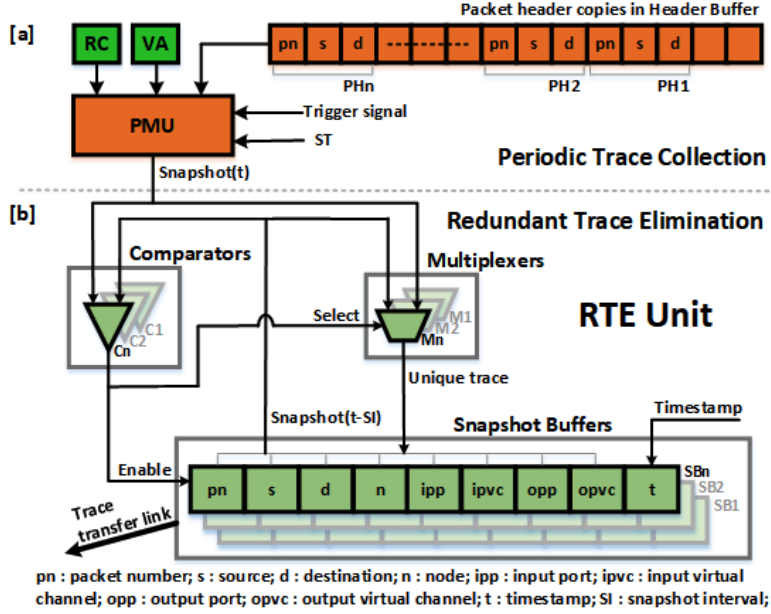 Packet header copies in Header Buffer
[a]
RC
VA
pn s d pn s d pn s d
PHn PH2 PH1
PMU
Trigger signal
ST
Snapshot(t)
Periodic Trace Collection
[b]
Redundant Trace Elimination
Comparators
Multiplexers
RTE Unit
C1
C2
Cn
Select
M1
M2
Mn
Unique trace
Snapshot(t-SI)
Timestamp
Snapshot Buffers
Enable
pn s d n ipp ipvc opp opvc t
SBn
SB2
SB1
Trace
transfer link
pn : packet number; s : source; d : destination; n : node; ipp : input port; ipvc : input virtual
channel; opp : output port; opvc : output virtual channel; t : timestamp; SI : snapshot interval;